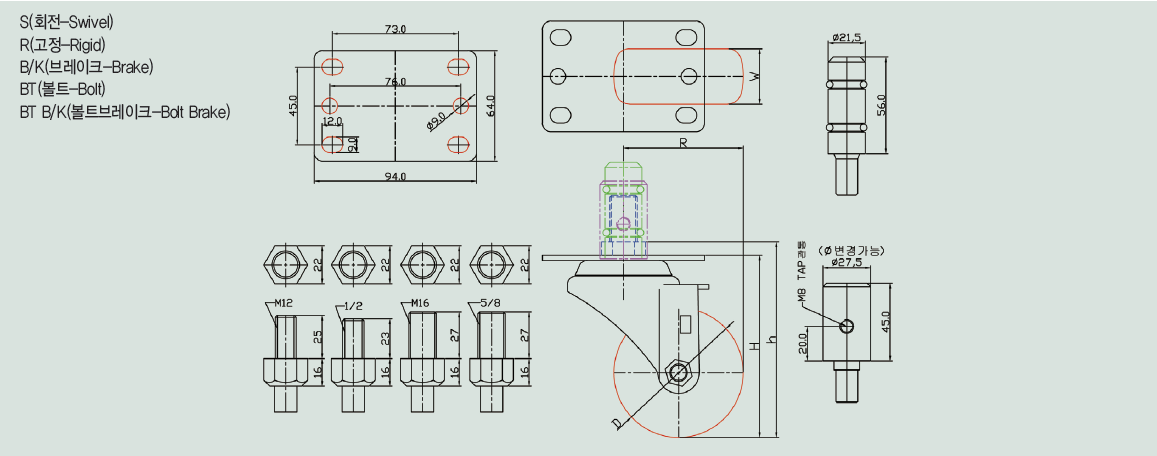 S(회전-Swivel)
R(고정-Rigid)
B/K(브레이크-Brake)
BT(볼트-Bolt)
BT B/K(볼트브레이크-Bolt Brake)
73.0
76.0
45.0
64.0
Ø9.0
12.0
9.0
94.0
W
R
Ø21,5
56.0
22
22
22
22
M12
1/2
M16
5/8
25
23
27
27
16
16
16
16
D
H
h
M8 TAP관통
(Ø변경가능)
Ø27,5
45.0
20.0